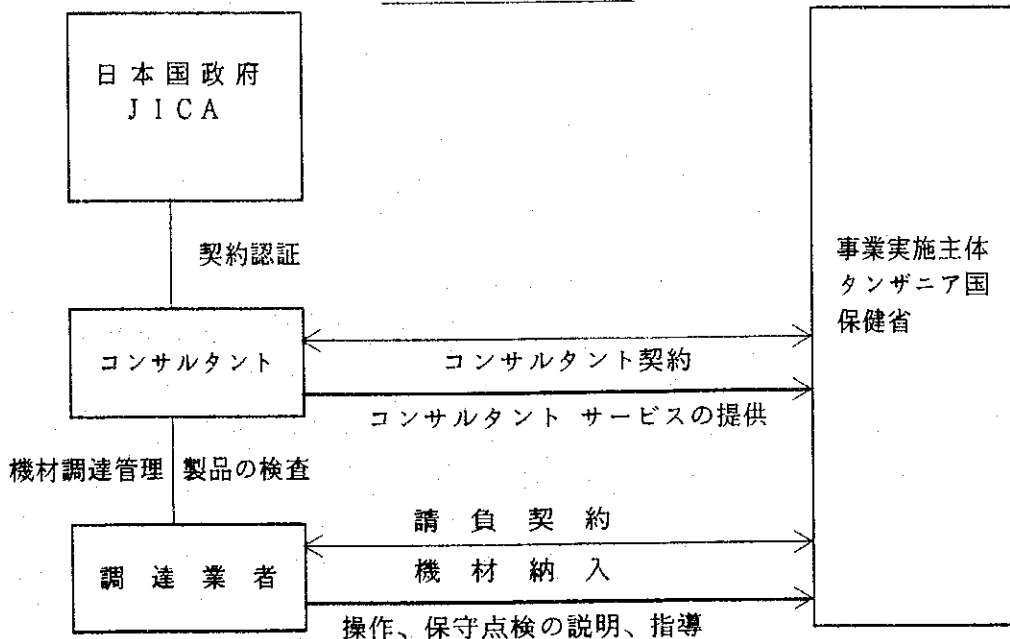 日本国政府
JICA
契約認証
事業実施主体
タンザニア国
保健省
コンサルタント
コンサルタント契約
コンサルタント サービスの提供
機材調達管理 製品の検査
請負契約
調達業者
機材納入
操作、保守点検の説明、指導